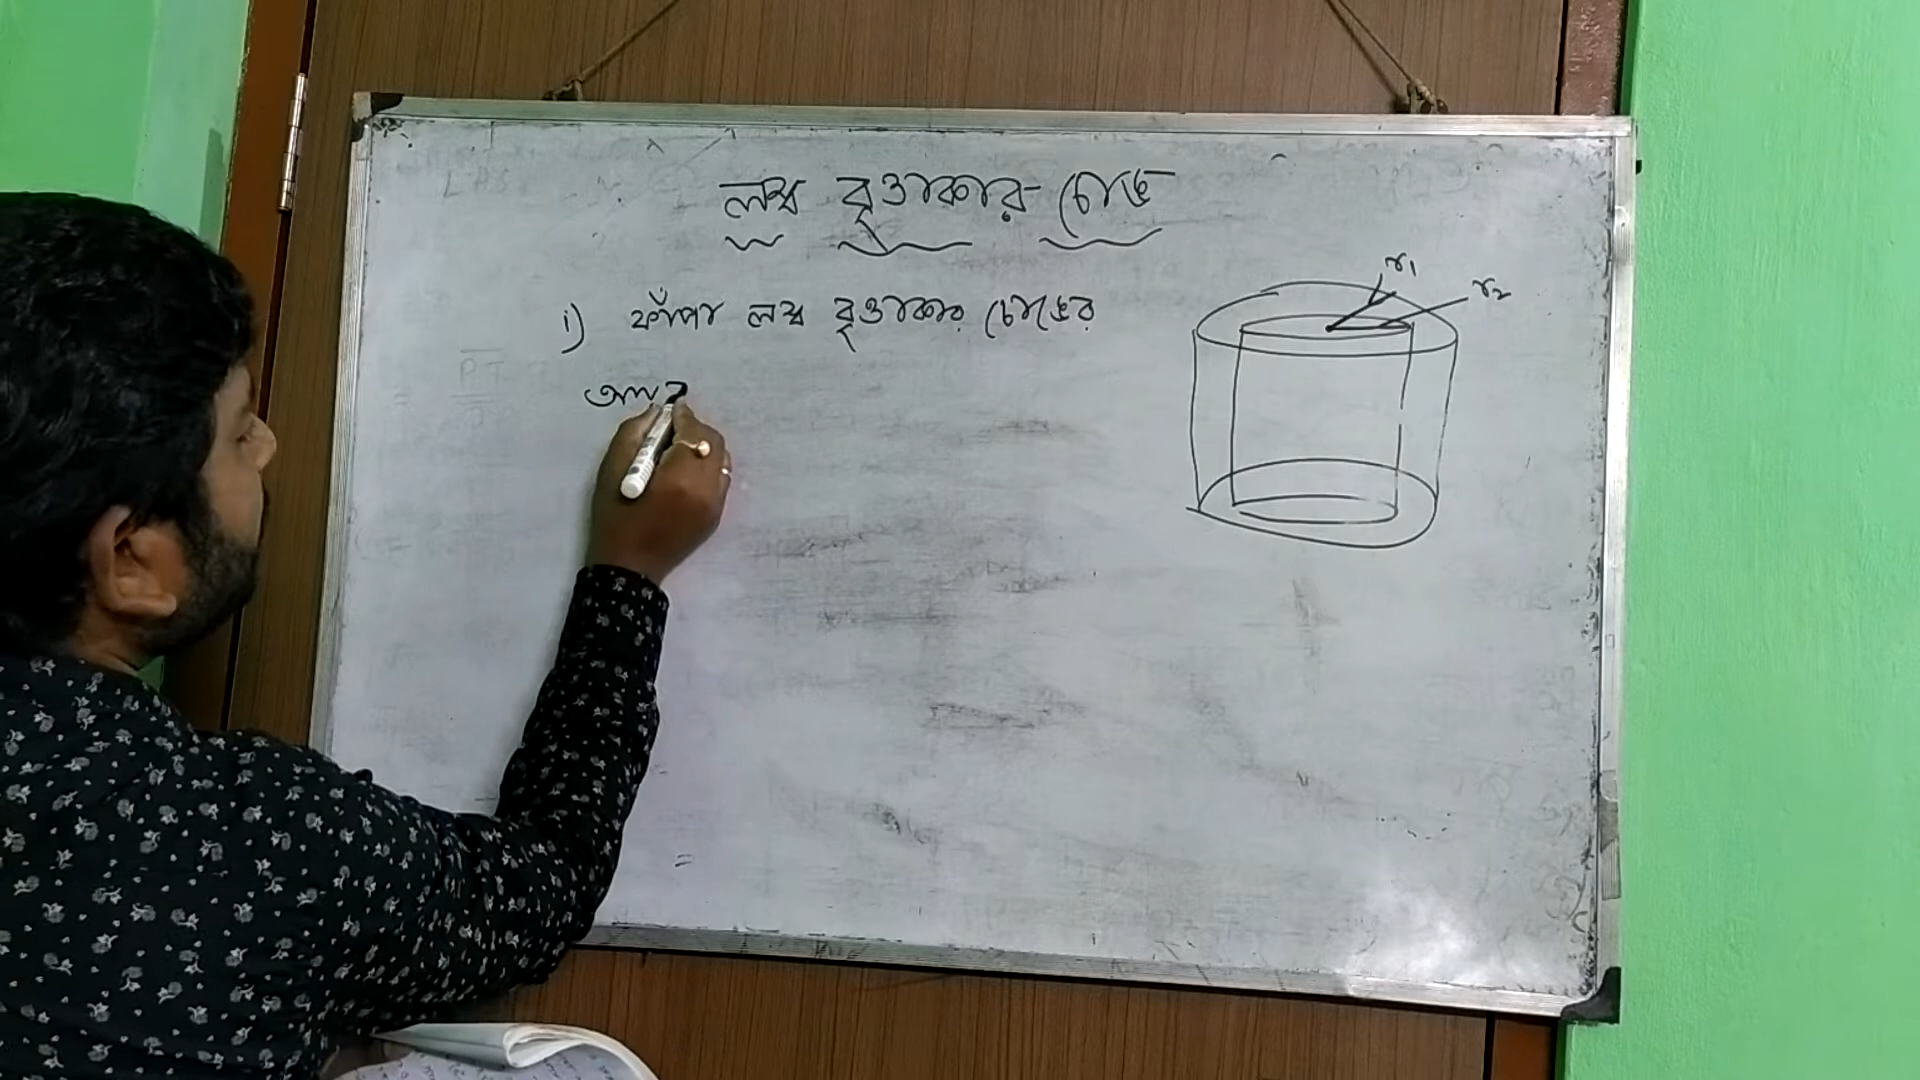 লম্ব বৃত্তাকার চোঙ
i) ফাঁপা লম্ব বৃত্তাকার চোঙের
r₁
r₂